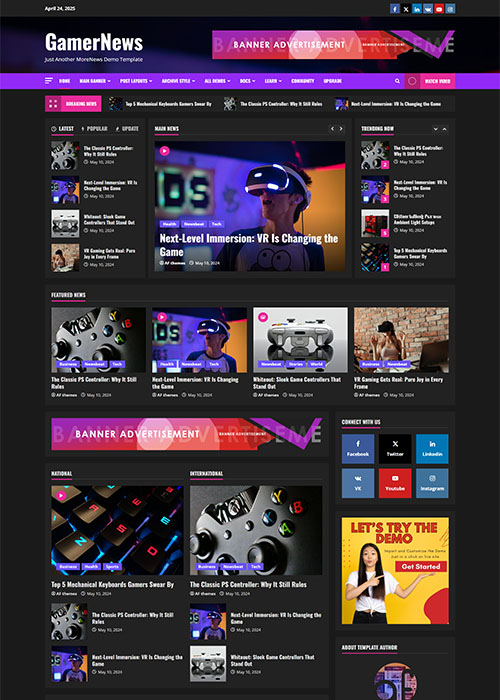 April 24, 2025
GamerNews
Just Another MoreNews Demo Template
BANNER ADVERTISEMENT
BANNER ADVERTISEMENT
HOME
MAIN BANNER
POST LAYOUTS
ARCHIVE STYLE
ALL DEMOS
DOCS
LEARN
COMMUNITY
UPGRADE
WATCH VIDEO
BREAKING NEWS
Top 5 Mechanical Keyboards Gamers Swear By
The Classic PS Controller: Why It Still Rules
Next-Level Immersion: VR Is Changing the Game
LATEST
POPULAR
UPDATE
The Classic PS Controller:
Why It Still Rules
May 10, 2024
Next-Level Immersion: VR Is
Changing the Game
May 10, 2024
Whiteout: Sleek Game
Controllers That Stand Out
May 10, 2024
VR Gaming Gets Real: Pure
Joy in Every Frame
May 10, 2024
MAIN NEWS
Health
Newsbeat
Tech
Next-Level Immersion: VR Is Changing the
Game
AF themes
May 10, 2024
TRENDING NOW
The Classic PS Controller:
Why It Still Rules
May 10, 2024
2
Next-Level Immersion: VR Is
Changing the Game
May 10, 2024
3
Ambient Light Setups
May 10, 2024
5
Top 5 Mechanical Keyboards
Gamers Swear By
May 10, 2024
1
FEATURED NEWS
Business
Newsbeat
Tech
The Classic PS Controller: Why It Still
Rules
AF themes
May 10, 2024
Health
Newsbeat
Tech
Next-Level Immersion: VR Is Changing
the Game
AF themes
May 10, 2024
Newsbeat
Stories
World
Whiteout: Sleek Game Controllers That
Stand Out
AF themes
May 10, 2024
Business
Newsbeat
VR Gaming Gets Real: Pure Joy in Every
Frame
AF themes
May 10, 2024
BANNER ADVERTISEMENT
BANNER ADVERTISEMENT
CONNECT WITH US
Facebook
Twitter
Linkedin
VK
Youtube
Instagram
NATIONAL
Business
Health
Sports
Top 5 Mechanical Keyboards Gamers Swear By
AF themes
May 10, 2024
The Classic PS Controller: Why It Still
Rules
May 10, 2024
Next-Level Immersion: VR Is Changing
the Game
May 10, 2024
INTERNATIONAL
Business
Newsbeat
Tech
The Classic PS Controller: Why It Still Rules
AF themes
May 10, 2024
Next-Level Immersion: VR Is Changing
the Game
May 10, 2024
Whiteout: Sleek Game Controllers That
Stand Out
May 10, 2024
LET'S TRY THE
DEMO
Import and Customize the Demo
Just in a click on live site
Get Started
ABOUT TEMPLATE AUTHOR